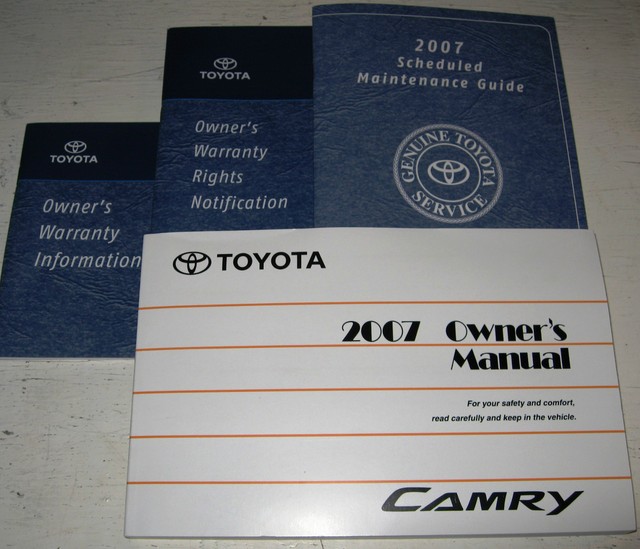 TOYOTA
Owner's
Warranty
Information
TOYOTA
Owner's
Warranty
Rights
Notification
2007
Scheduled
Maintenance Guide
GENUINE TOYOTA
SERVICE
TOYOTA
2007 Owner's
Manual
For your safety and comfort,
read carefully and keep in the vehicle.
CAMRY